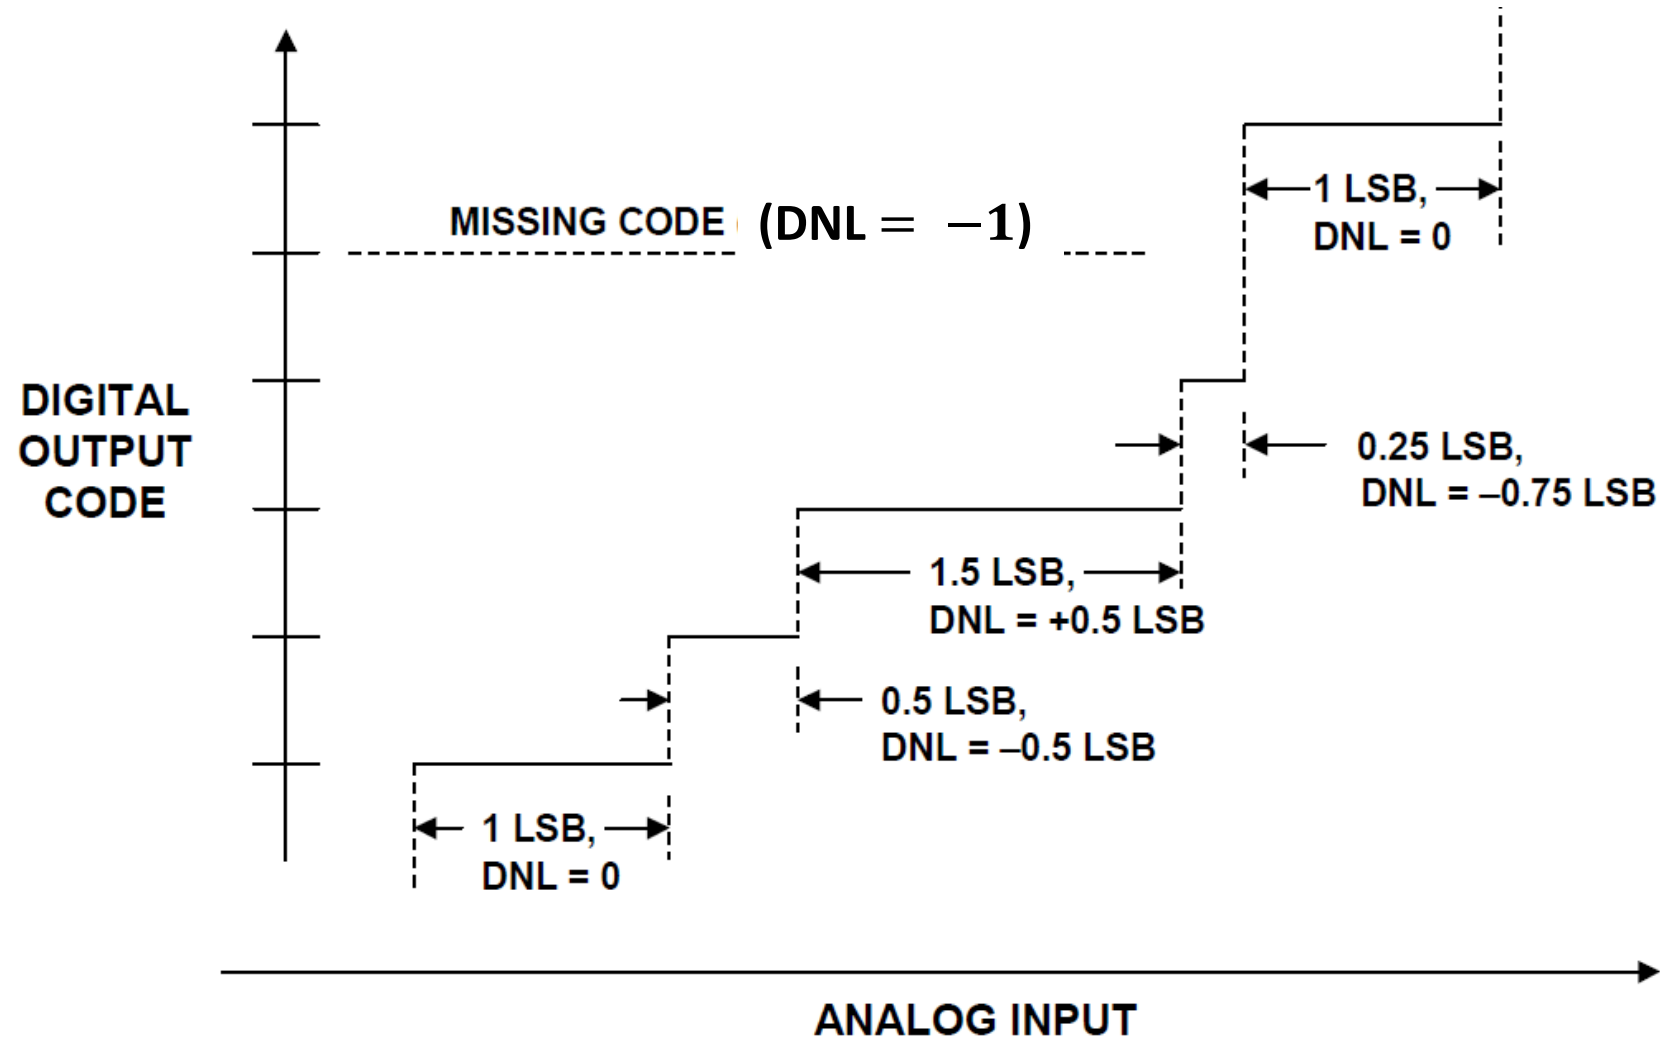 MISSING CODE (DNL = −1)
1 LSB,
DNL = 0
DIGITAL
OUTPUT
CODE
0.25 LSB,
DNL = –0.75 LSB
1.5 LSB,
DNL = +0.5 LSB
0.5 LSB,
DNL = –0.5 LSB
1 LSB,
DNL = 0
ANALOG INPUT